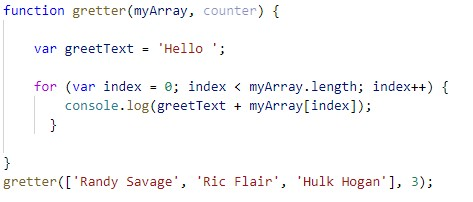 function gretter(myArray, counter) {
var greetText = 'Hello ';
for (var index = 0; index < myArray.length; index++) {
console.log(greetText + myArray[index]);
}
}
gretter(['Randy Savage', 'Ric Flair', 'Hulk Hogan'], 3);